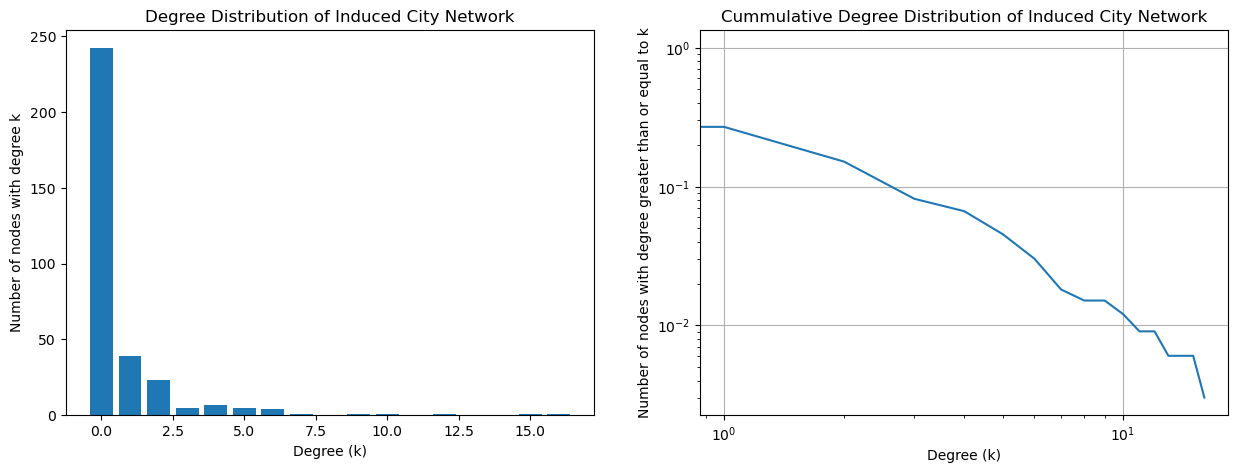 Degree Distribution of Induced City Network
250
200
150
100
50
0
Number of nodes with degree k
0.0 2.5 5.0 7.5 10.0 12.5 15.0
Degree (k)
Cummulative Degree Distribution of Induced City Network
10⁰
10⁻¹
10⁻²
Number of nodes with degree greater than or equal to k
10⁰ 10¹
Degree (k)